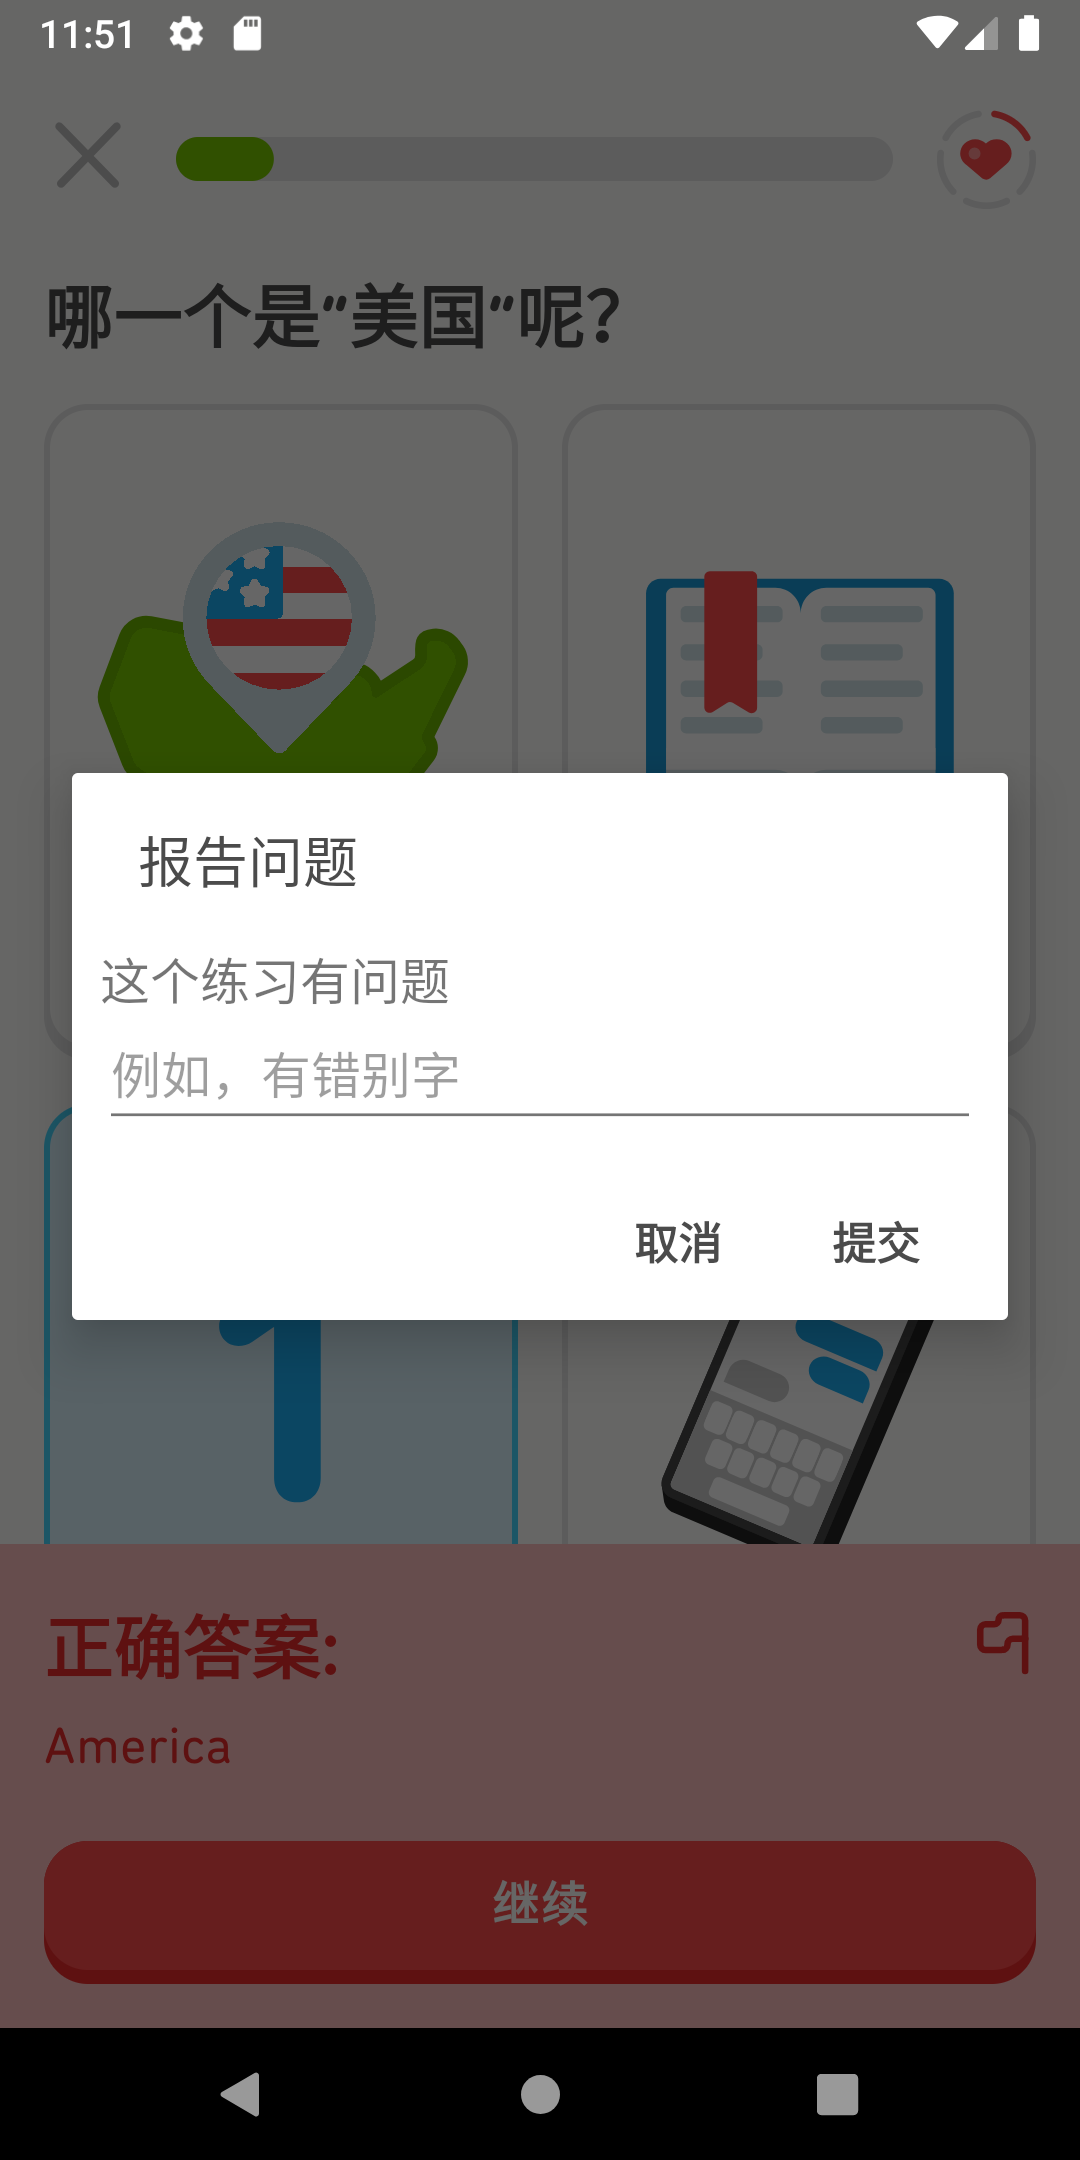 11:51
哪一个是“美国”呢？
报告问题
这个练习有问题
例如，有错别字
取消 提交
1
正确答案:
America
继续